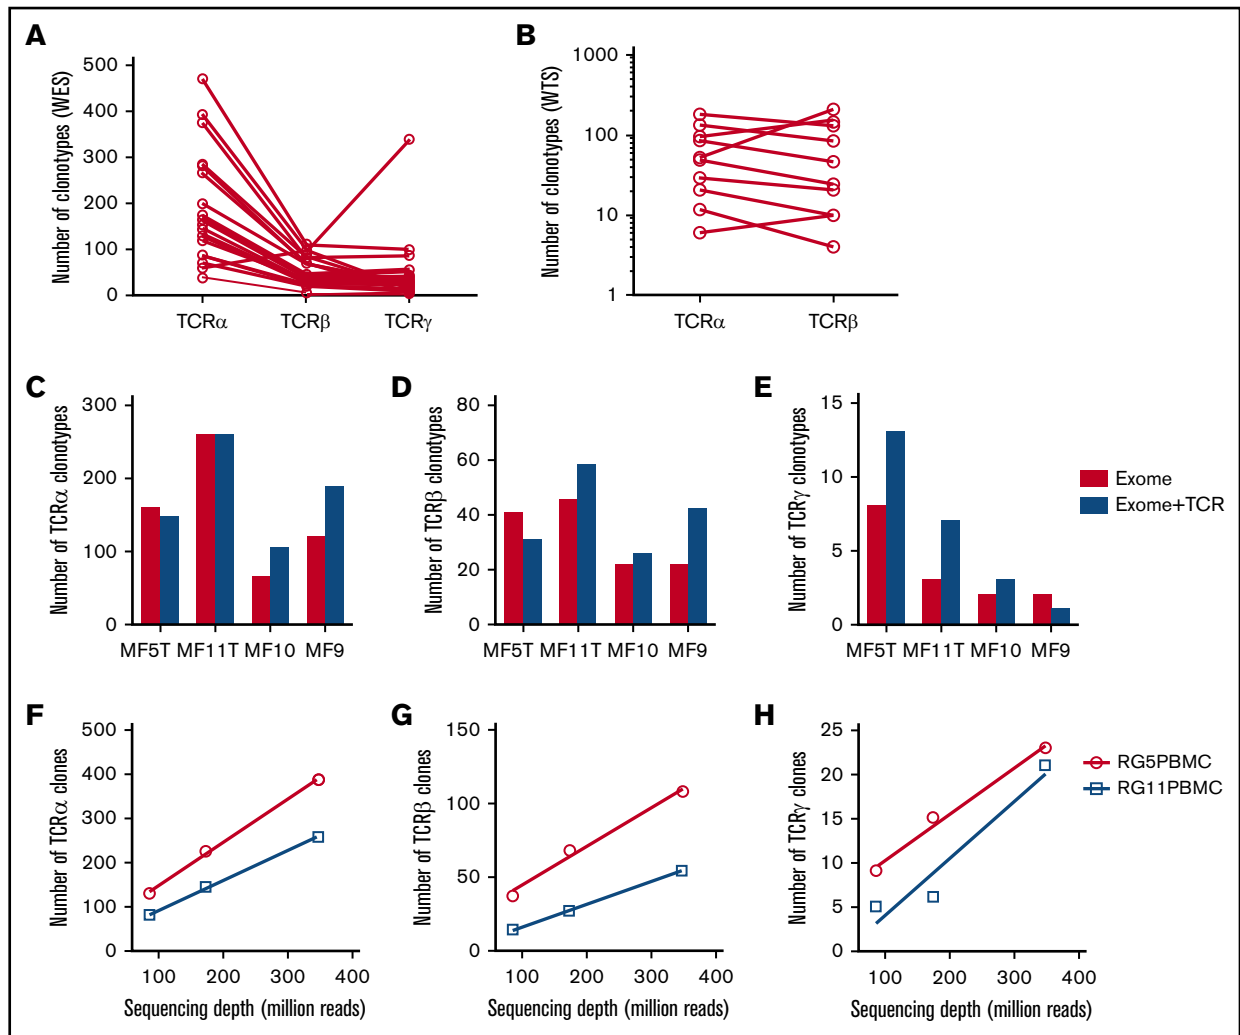 A
Number of clonotypes (WES)
500
400
300
200
100
0
TCRα TCRβ TCRγ
B
Number of clonotypes (WTS)
1000
100
10
1
TCRα TCRβ
C
Number of TCRα clonotypes
300
200
100
0
MF5T MF11T MF10 MF9
D
Number of TCRβ clonotypes
80
60
40
20
0
MF5T MF11T MF10 MF9
E
Number of TCRγ clonotypes
15
10
5
0
MF5T MF11T MF10 MF9
Exome
Exome+TCR
F
Number of TCRα clones
500
400
300
200
100
0
100 200 300 400
Sequencing depth (million reads)
G
Number of TCRβ clones
150
100
50
0
100 200 300 400
Sequencing depth (million reads)
H
Number of TCRγ clones
25
20
15
10
5
0
100 200 300 400
Sequencing depth (million reads)
RG5PBMC
RG11PBMC